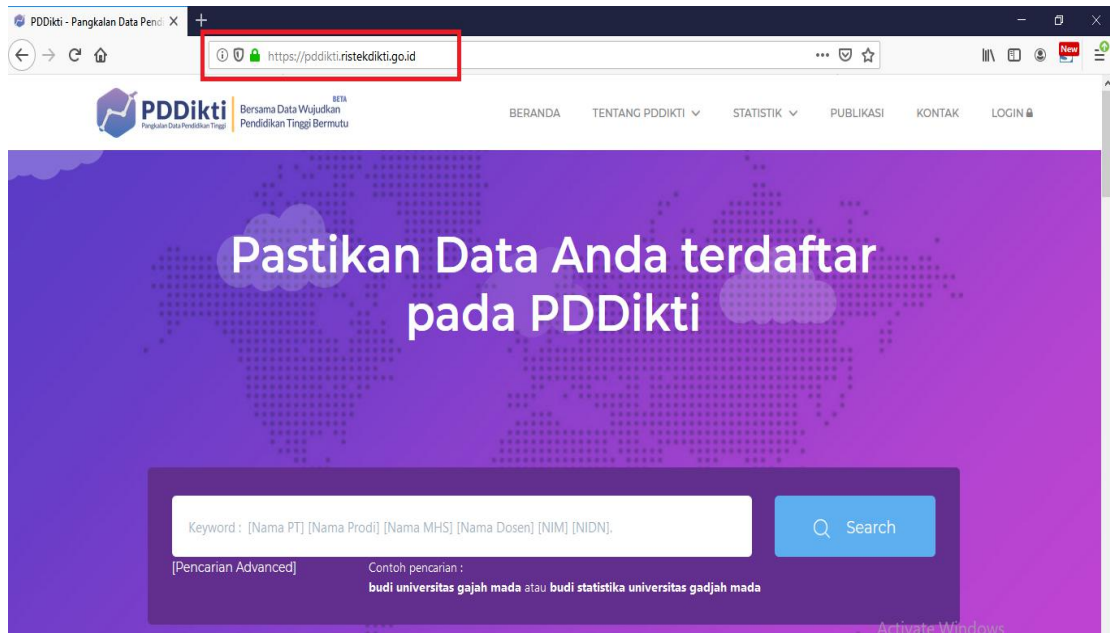 PDDikti - Pangkalan Data Pendi
https://pddikti.ristekdikti.go.id
New
PDDikti
Pangkalan Data Pendidikan Tinggi
BETA
Bersama Data Wujudkan
Pendidikan Tinggi Bermutu
BERANDA TENTANG PDDIKTI STATISTIK PUBLIKASI KONTAK LOGIN
Pastikan Data Anda terdaftar
pada PDDikti
Keyword : [Nama PT] [Nama Prodi] [Nama MHS] [Nama Dosen] [NIM] [NIDN].
Search
[Pencarian Advanced]
Contoh pencarian :
budi universitas gajah mada atau budi statistika universitas gadjah mada
Activate Windows